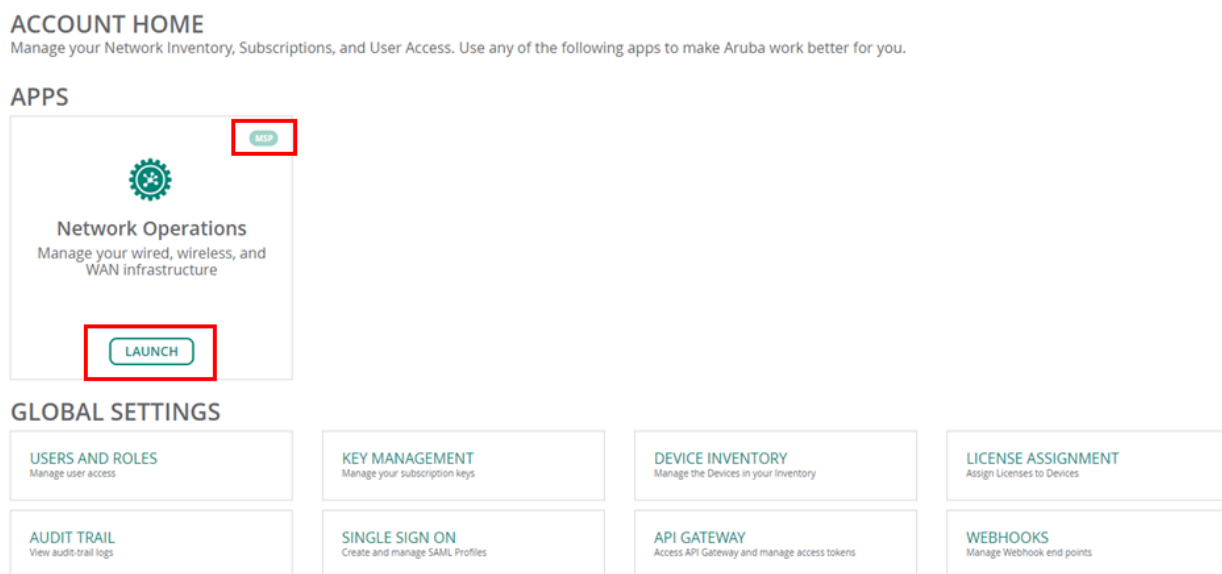 ACCOUNT HOME
Manage your Network Inventory, Subscriptions, and User Access. Use any of the following apps to make Aruba work better for you.
APPS
MSP
Network Operations
Manage your wired, wireless, and
WAN infrastructure
LAUNCH
GLOBAL SETTINGS
USERS AND ROLES
Manage user access
KEY MANAGEMENT
Manage your subscription keys
DEVICE INVENTORY
Manage the Devices in your Inventory
LICENSE ASSIGNMENT
Assign Licenses to Devices
AUDIT TRAIL
View audit-trail logs
SINGLE SIGN ON
Create and manage SAML Profiles
API GATEWAY
Access API Gateway and manage access tokens
WEBHOOKS
Manage Webhook end points